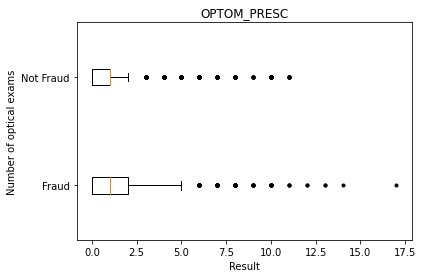 OPTOM_PRESC
Number of optical exams
Not Fraud
Fraud
0.0 2.5 5.0 7.5 10.0 12.5 15.0 17.5
Result